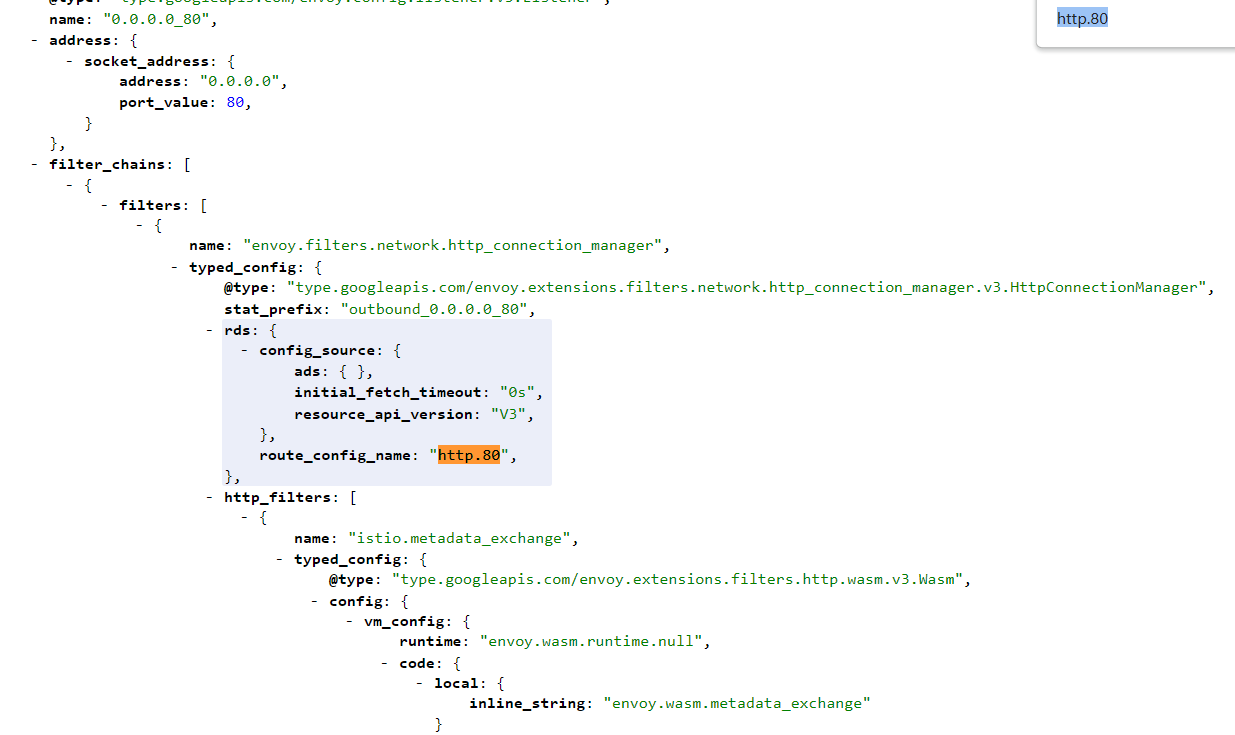 @type: "type.googleapis.com/envoy.config.listener.v3.Listener",
name: "0.0.0.0_80",
- address: {
- socket_address: {
address: "0.0.0.0",
port_value: 80,
}
},
- filter_chains: [
- {
- filters: [
- {
name: "envoy.filters.network.http_connection_manager",
- typed_config: {
@type: "type.googleapis.com/envoy.extensions.filters.network.http_connection_manager.v3.HttpConnectionManager",
stat_prefix: "outbound_0.0.0.0_80",
- rds: {
- config_source: {
ads: { },
initial_fetch_timeout: "0s",
resource_api_version: "V3",
},
route_config_name: "http.80",
},
- http_filters: [
- {
name: "istio.metadata_exchange",
- typed_config: {
@type: "type.googleapis.com/envoy.extensions.filters.http.wasm.v3.Wasm",
- config: {
- vm_config: {
runtime: "envoy.wasm.runtime.null",
- code: {
- local: {
inline_string: "envoy.wasm.metadata_exchange"
}
http.80